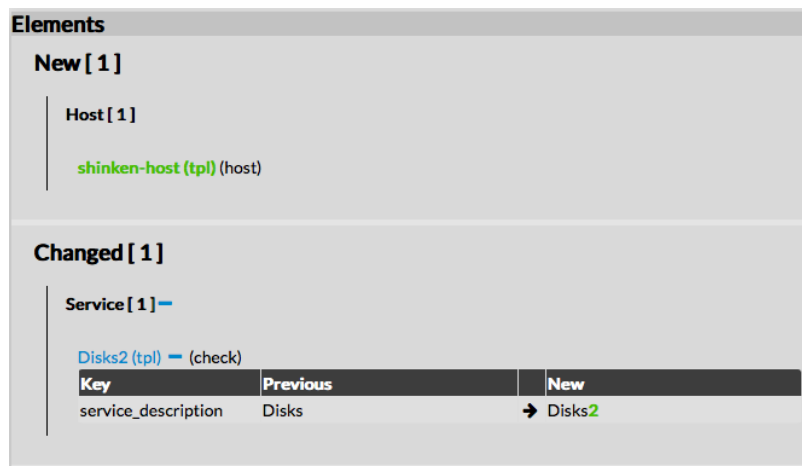 Elements
New [ 1 ]
Host [ 1 ]
shinken-host (tpl) (host)
Changed [ 1 ]
Service [ 1 ]
Disks2 (tpl) (check)
Key Previous New
service_description Disks Disks2